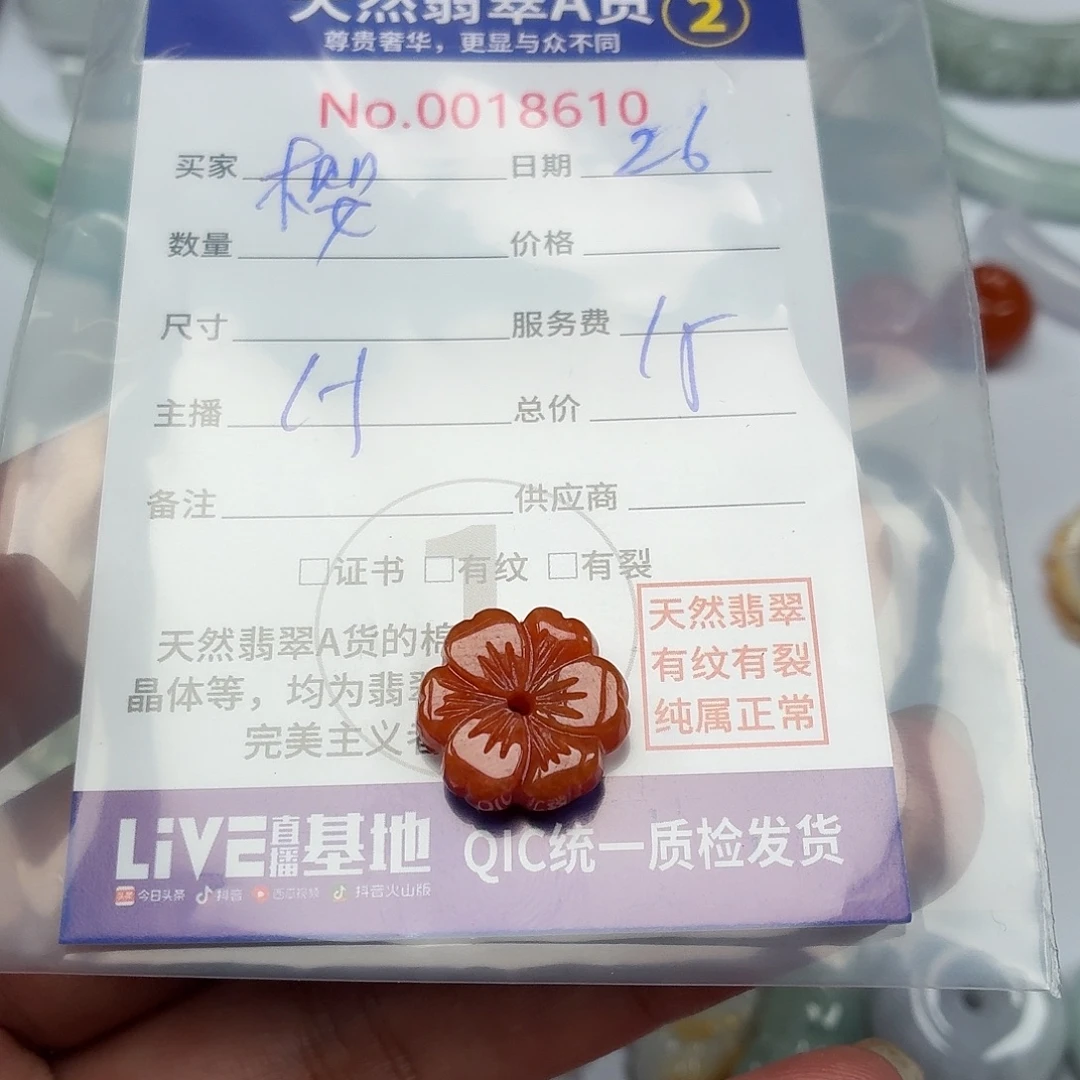 天然翡翠A货 2
尊贵奢华，更显与众不同
No.0018610
买家 樱 日期 26
数量 价格
尺寸 服务费
主播 总价
备注 供应商
□证书 □有纹 □有裂
1
天然翡翠A货的棉
晶体等，均为翡翠
完美主义者
天然翡翠
有纹有裂
纯属正常
LiVE直播基地 QIC统一质检发货
今日头条 抖音 西瓜视频 抖音火山版